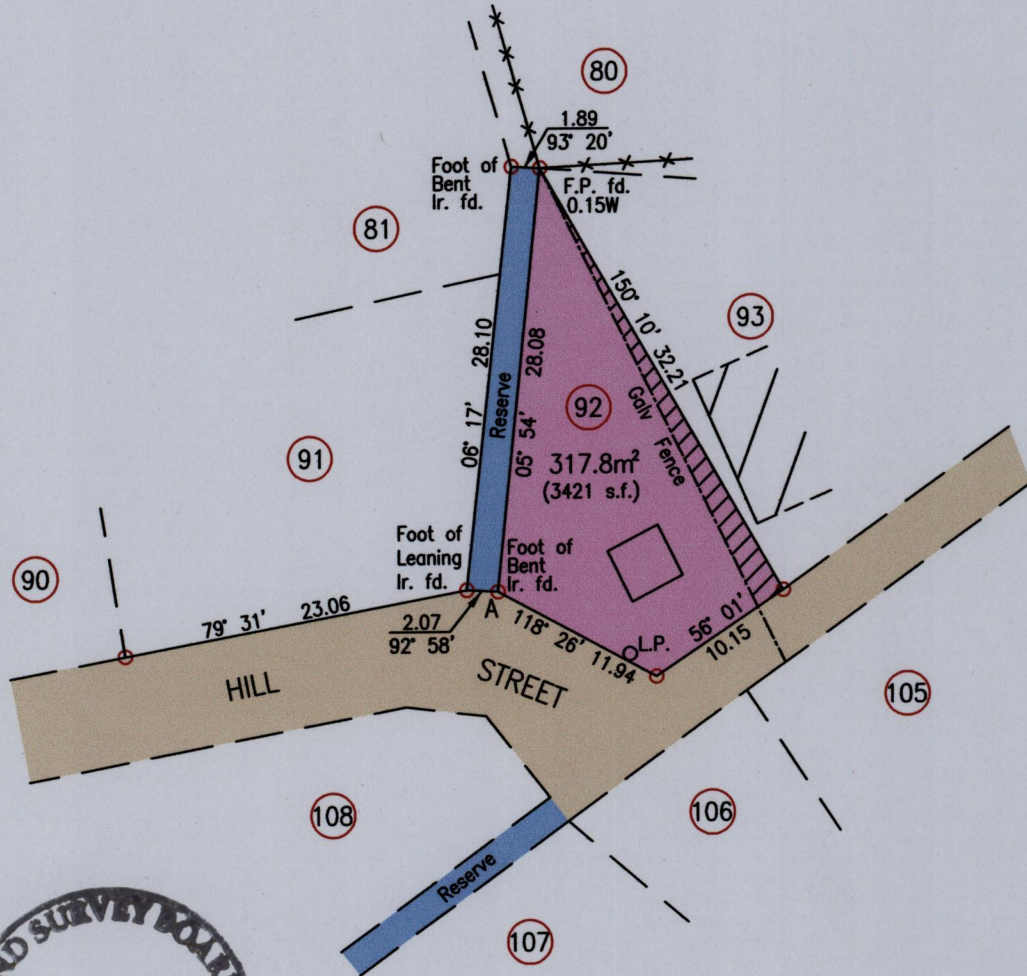 80
1.89
93° 20'
Foot of
Bent
Ir. fd.
F.P. fd.
0.15W
81
150° 10' 32.21
93
28.10
06° 17'
Reserve
28.08
05° 54'
92
Galv Fence
317.8m²
(3421 s.f.)
91
Foot of
Leaning
Ir. fd.
Foot of
Bent
Ir. fd.
90
79° 31' 23.06
2.07
92° 58'
A
118° 26' 11.94
L.P.
56° 01'
10.15
HILL STREET
105
108
106
Reserve
107
SURVEY